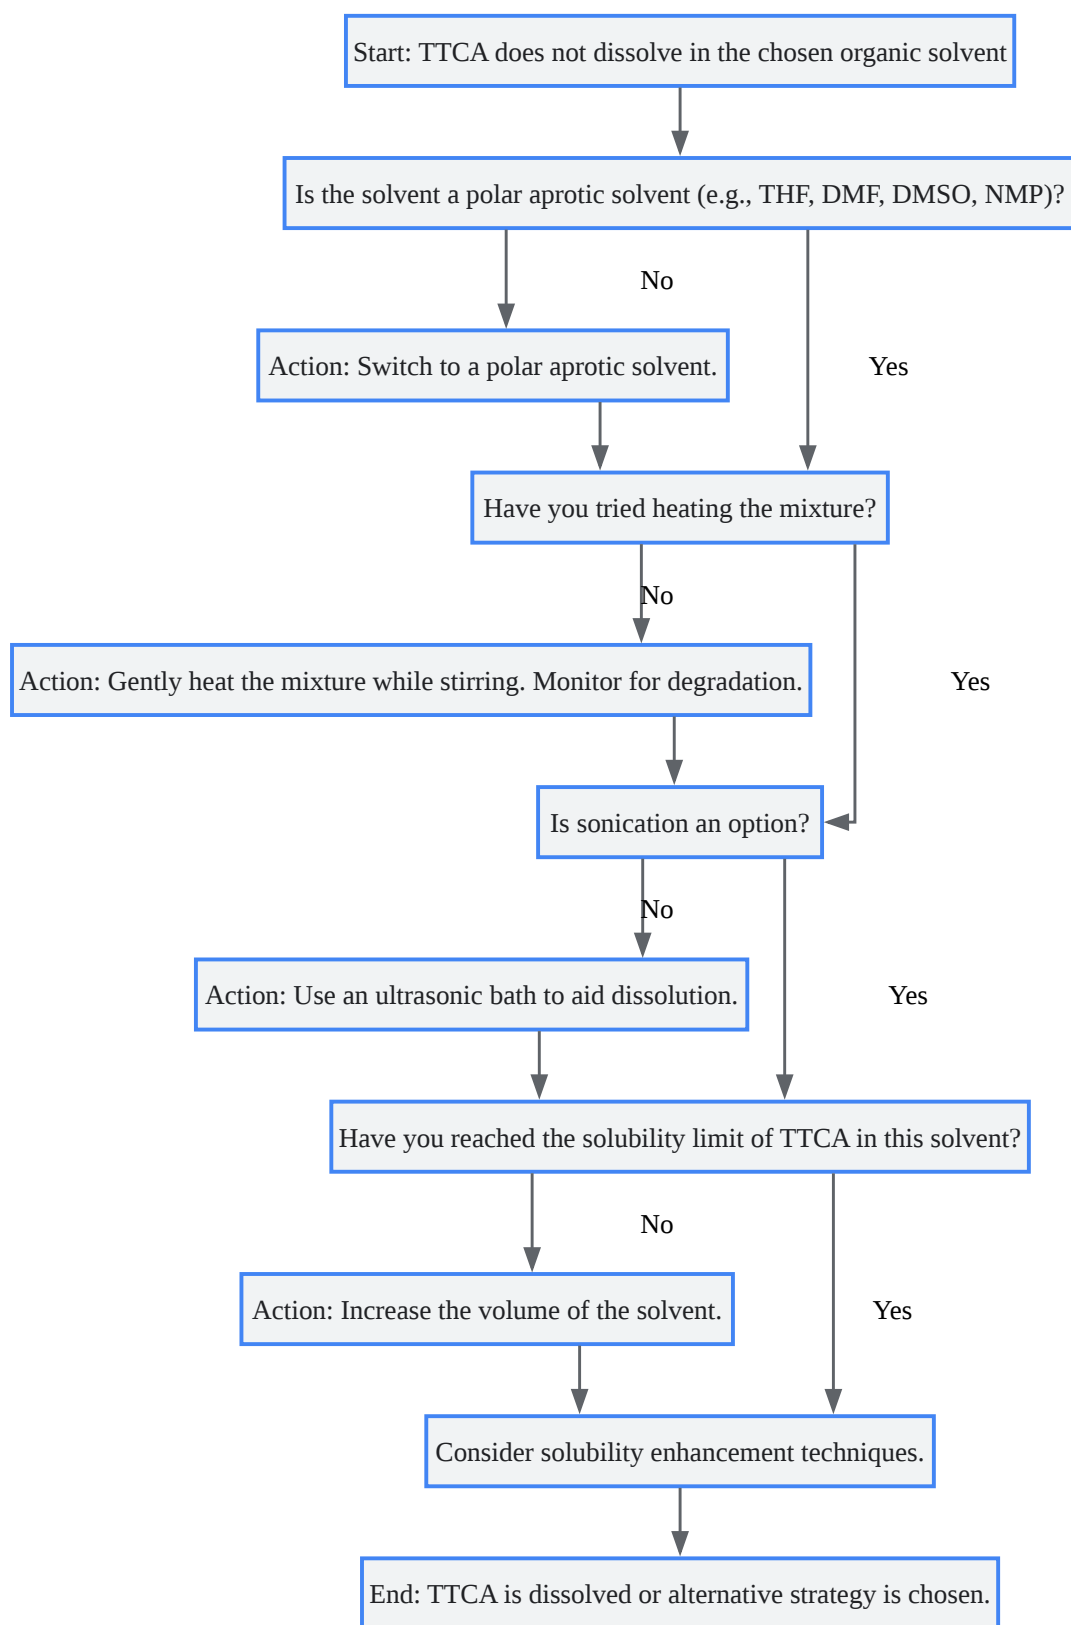 Start: TTCA does not dissolve in the chosen organic solvent
Is the solvent a polar aprotic solvent (e.g., THF, DMF, DMSO, NMP)?
No
Action: Switch to a polar aprotic solvent.
Yes
Have you tried heating the mixture?
No
Action: Gently heat the mixture while stirring. Monitor for degradation.
Yes
Is sonication an option?
No
Action: Use an ultrasonic bath to aid dissolution.
Yes
Have you reached the solubility limit of TTCA in this solvent?
No
Action: Increase the volume of the solvent.
Yes
Consider solubility enhancement techniques.
End: TTCA is dissolved or alternative strategy is chosen.